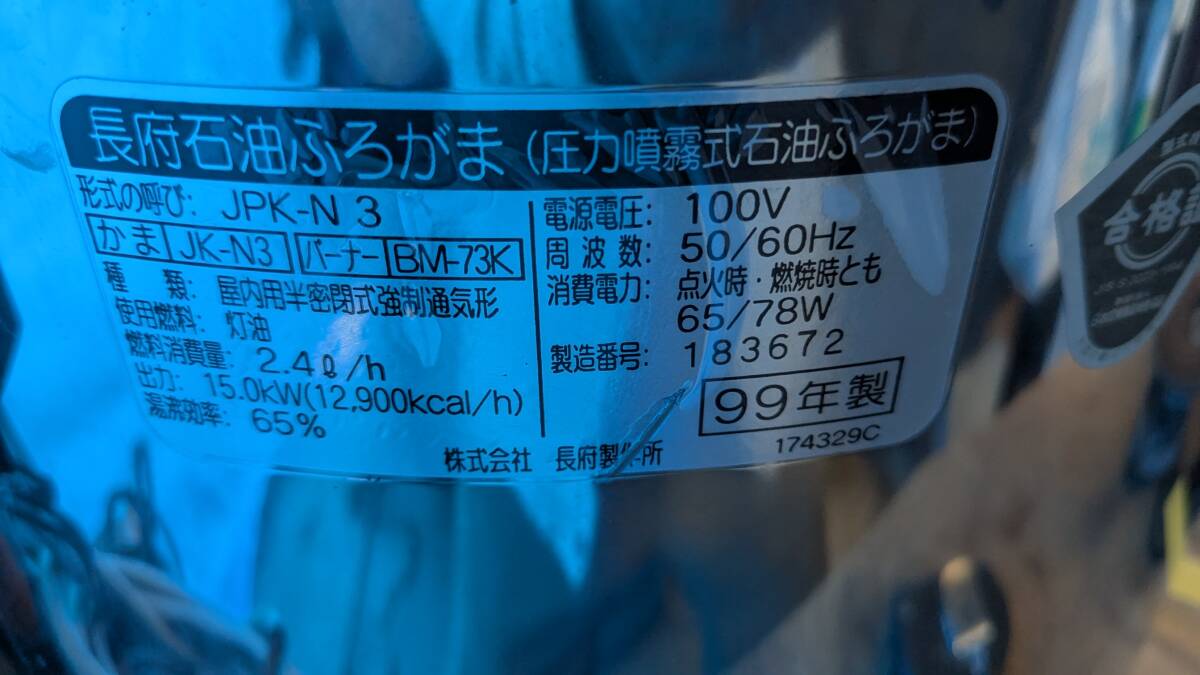 長府石油ふろがま (圧力噴霧式石油ふろがま)
形式の呼び: JPK-N 3
かま JK-N3 バーナー BM-73K
種 類: 屋内用半密閉式強制通気形
使用燃料: 灯油
燃料消費量: 2.4ℓ/h
出力: 15.0kW(12,900kcal/h)
湯沸効率: 65%
電源電圧: 100V
周波数: 50/60Hz
消費電力: 点火時・燃焼時とも
65/78W
製造番号: 183672
99年製
174329C
株式会社 長府製作所
合格